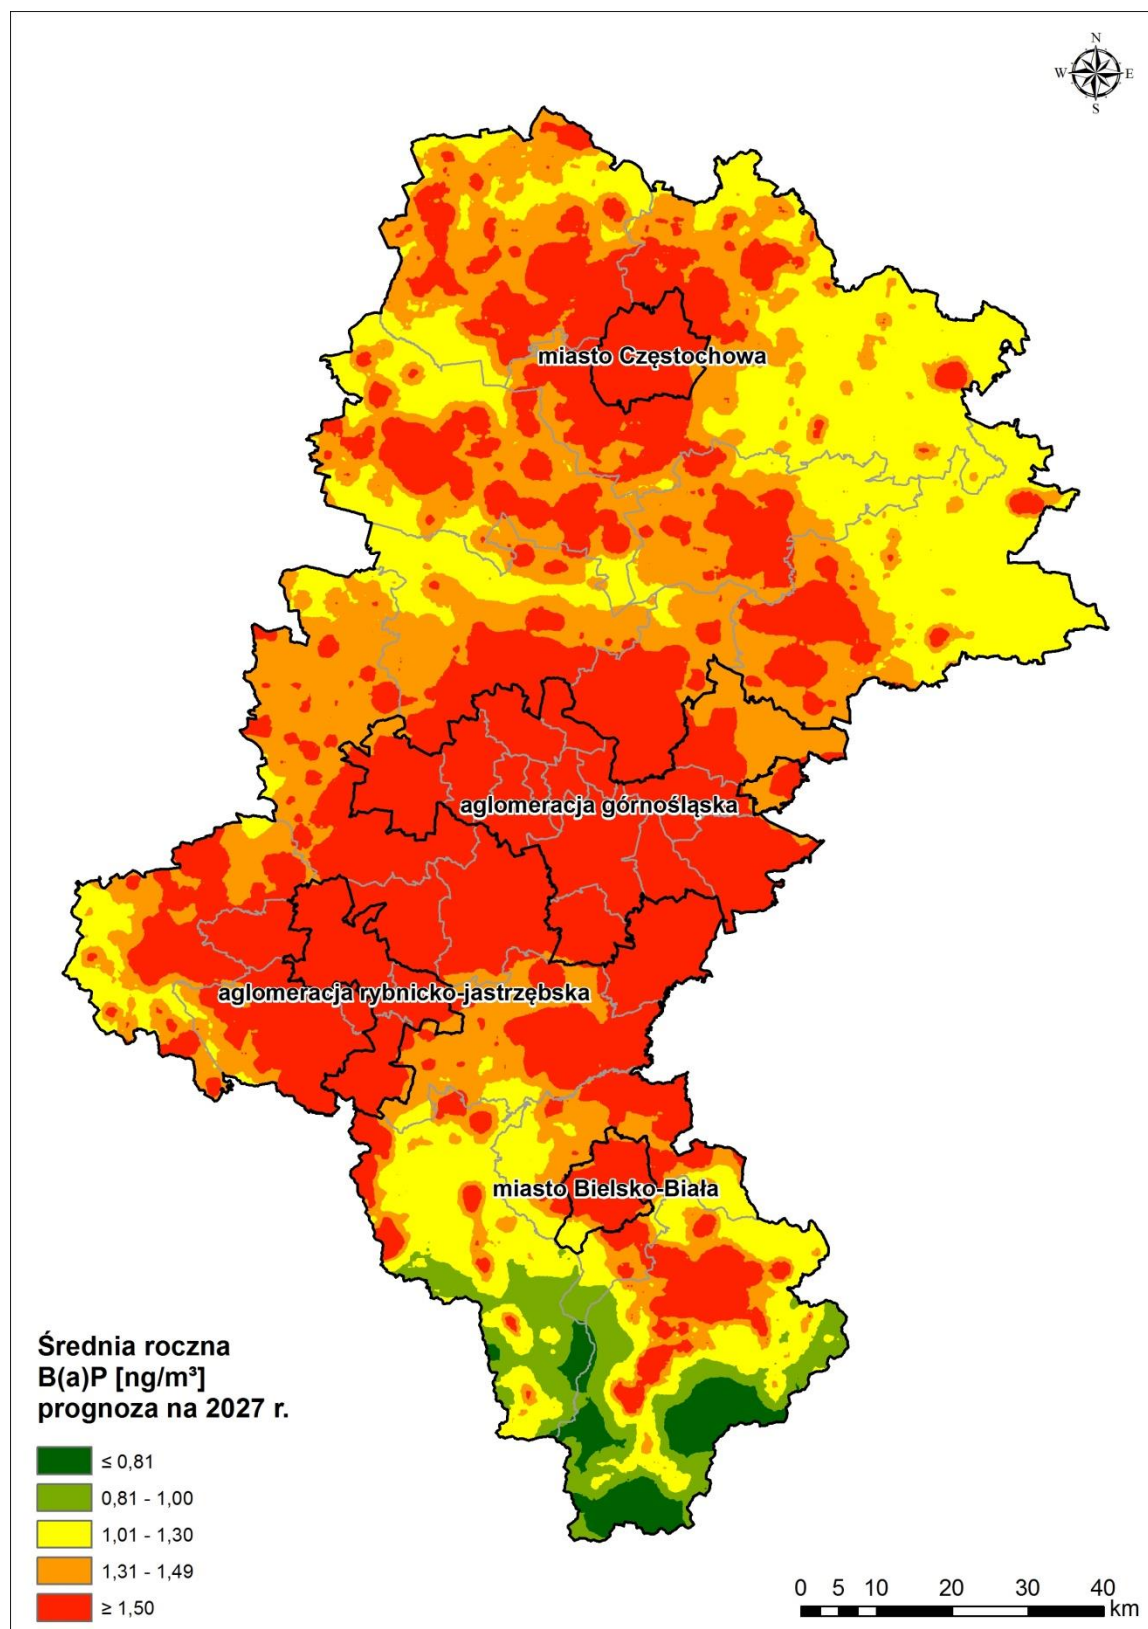 N
W E
S
miasto Częstochowa
aglomeracja górnośląska
aglomeracja rybnicko-jastrzębska
miasto Bielsko-Biała
Średnia roczna
B(a)P [ng/m³]
prognoza na 2027 r.
≤ 0,81
0,81 - 1,00
1,01 - 1,30
1,31 - 1,49
≥ 1,50
0 5 10 20 30 40
km